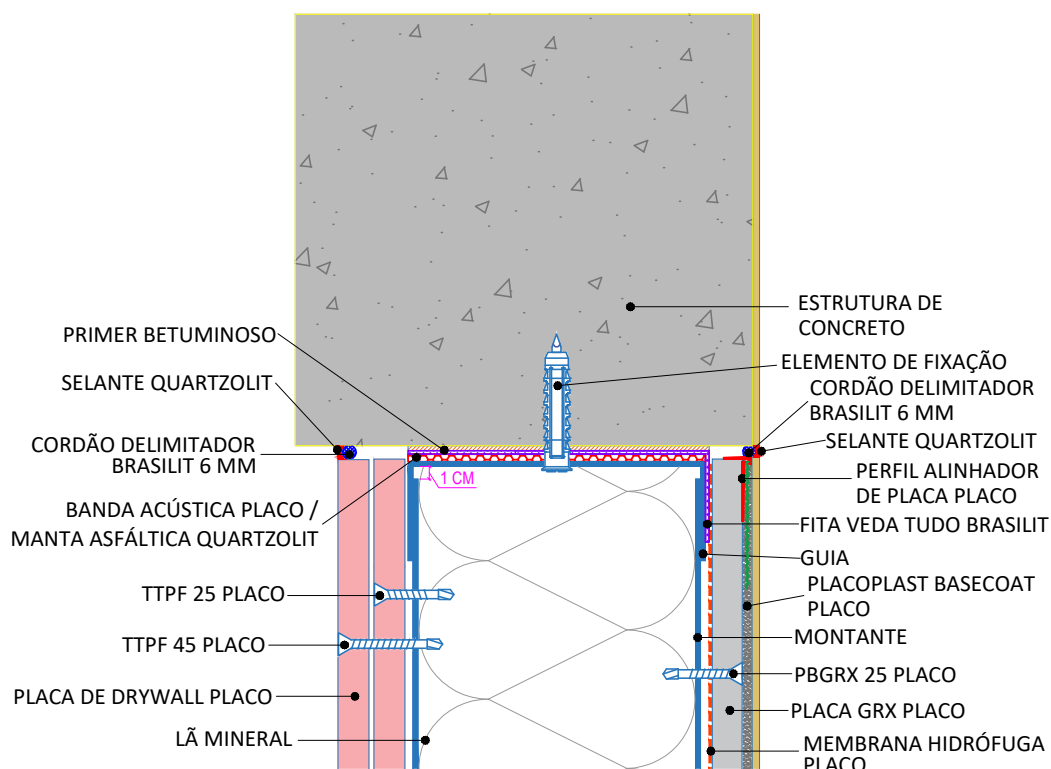 PRIMER BETUMINOSO
SELANTE QUARTZOLIT
CORDÃO DELIMITADOR
BRASILIT 6 MM
1 CM
BANDA ACÚSTICA PLACO /
MANTA ASFÁLTICA QUARTZOLIT
TTPF 25 PLACO
TTPF 45 PLACO
PLACA DE DRYWALL PLACO
LÃ MINERAL
ESTRUTURA DE
CONCRETO
ELEMENTO DE FIXAÇÃO
CORDÃO DELIMITADOR
BRASILIT 6 MM
SELANTE QUARTZOLIT
PERFIL ALINHADOR
DE PLACA PLACO
FITA VEDA TUDO BRASILIT
GUIA
PLACOPLAST BASECOAT
PLACO
MONTANTE
PBGRX 25 PLACO
PLACA GRX PLACO
MEMBRANA HIDRÓFUGA
PLACO